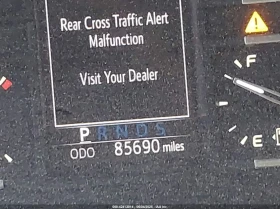 Rear Cross Traffic Alert
Malfunction
Visit Your Dealer
F
P R N D S
E
ODO 85690 miles